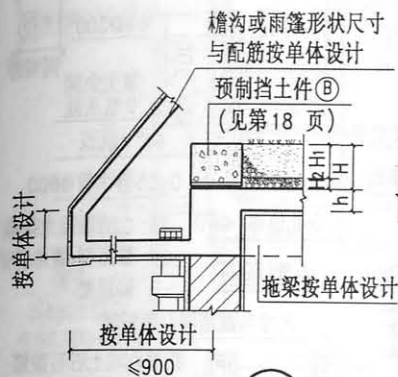 檐沟或雨篷形状尺寸
与配筋按单体设计
预制挡土件Ⓑ
(见第18 页)
H1
H
H2
h
按单体设计
拖梁按单体设计
按单体设计
≤900